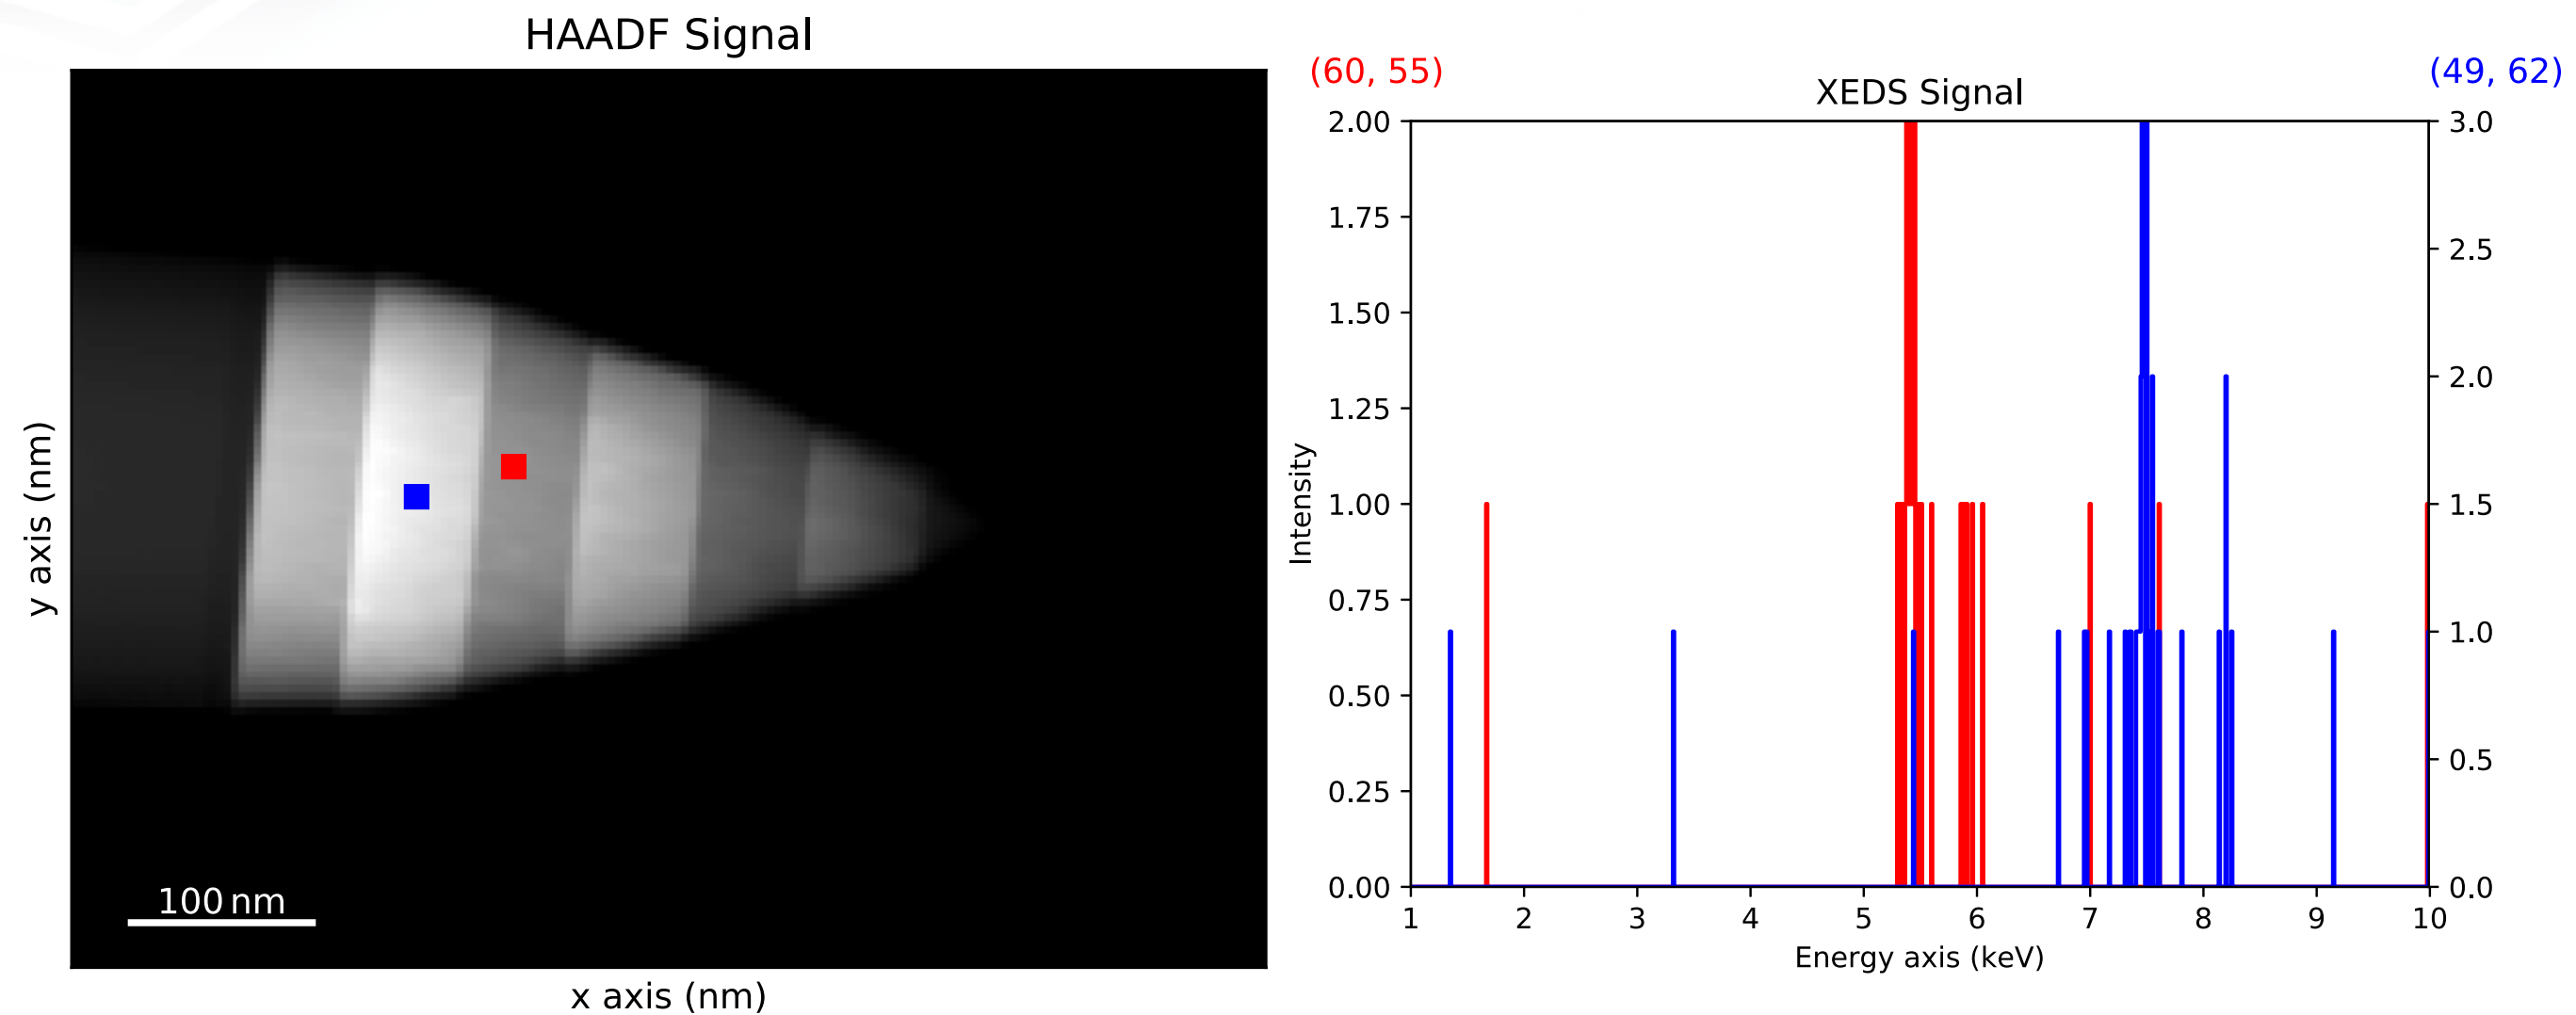 HAADF Signal
y axis (nm)
100 nm
x axis (nm)
(60, 55)
(49, 62)
XEDS Signal
Intensity
2.00
1.75
1.50
1.25
1.00
0.75
0.50
0.25
0.00
3.0
2.5
2.0
1.5
1.0
0.5
0.0
1 2 3 4 5 6 7 8 9 10
Energy axis (keV)